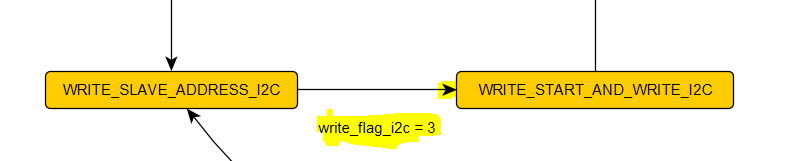 WRITE_SLAVE_ADDRESS_I2C
WRITE_START_AND_WRITE_I2C
write_flag_i2c = 3